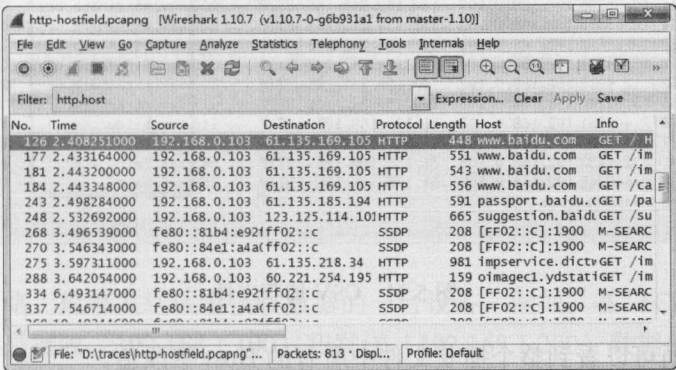 http-hostfield.pcapng [Wireshark 1.10.7 (v1.10.7-0-g6b931a1 from master-1.10)]
File Edit View Go Capture Analyze Statistics Telephony Tools Internals Help
Filter: http.host Expression... Clear Apply Save
No. Time Source Destination Protocol Length Host Info
126 2.408251000 192.168.0.103 61.135.169.105 HTTP 448 www.baidu.com GET / H
177 2.433164000 192.168.0.103 61.135.169.105 HTTP 551 www.baidu.com GET /im
181 2.443200000 192.168.0.103 61.135.169.105 HTTP 543 www.baidu.com GET /im
184 2.443348000 192.168.0.103 61.135.169.105 HTTP 556 www.baidu.com GET /ca
243 2.498284000 192.168.0.103 61.135.185.194 HTTP 591 passport.baidu.c GET /pa
248 2.532692000 192.168.0.103 123.125.114.101 HTTP 665 suggestion.baidu GET /su
268 3.496539000 fe80::81b4:e92f ff02::c SSDP 208 [FF02::C]:1900 M-SEARC
270 3.546343000 fe80::84e1:a4a( ff02::c SSDP 208 [FF02::C]:1900 M-SEARC
275 3.597311000 192.168.0.103 61.135.218.34 HTTP 981 impservice.dictw GET /im
288 3.642054000 192.168.0.103 60.221.254.195 HTTP 159 oimagec1.ydstati GET /im
334 6.493147000 fe80::81b4:e92f ff02::c SSDP 208 [FF02::C]:1900 M-SEARC
337 7.546714000 fe80::84e1:a4a( ff02::c SSDP 208 [FF02::C]:1900 M-SEARC
File: "D:\traces\http-hostfield.pcapng"... Packets: 813 · Displ... Profile: Default